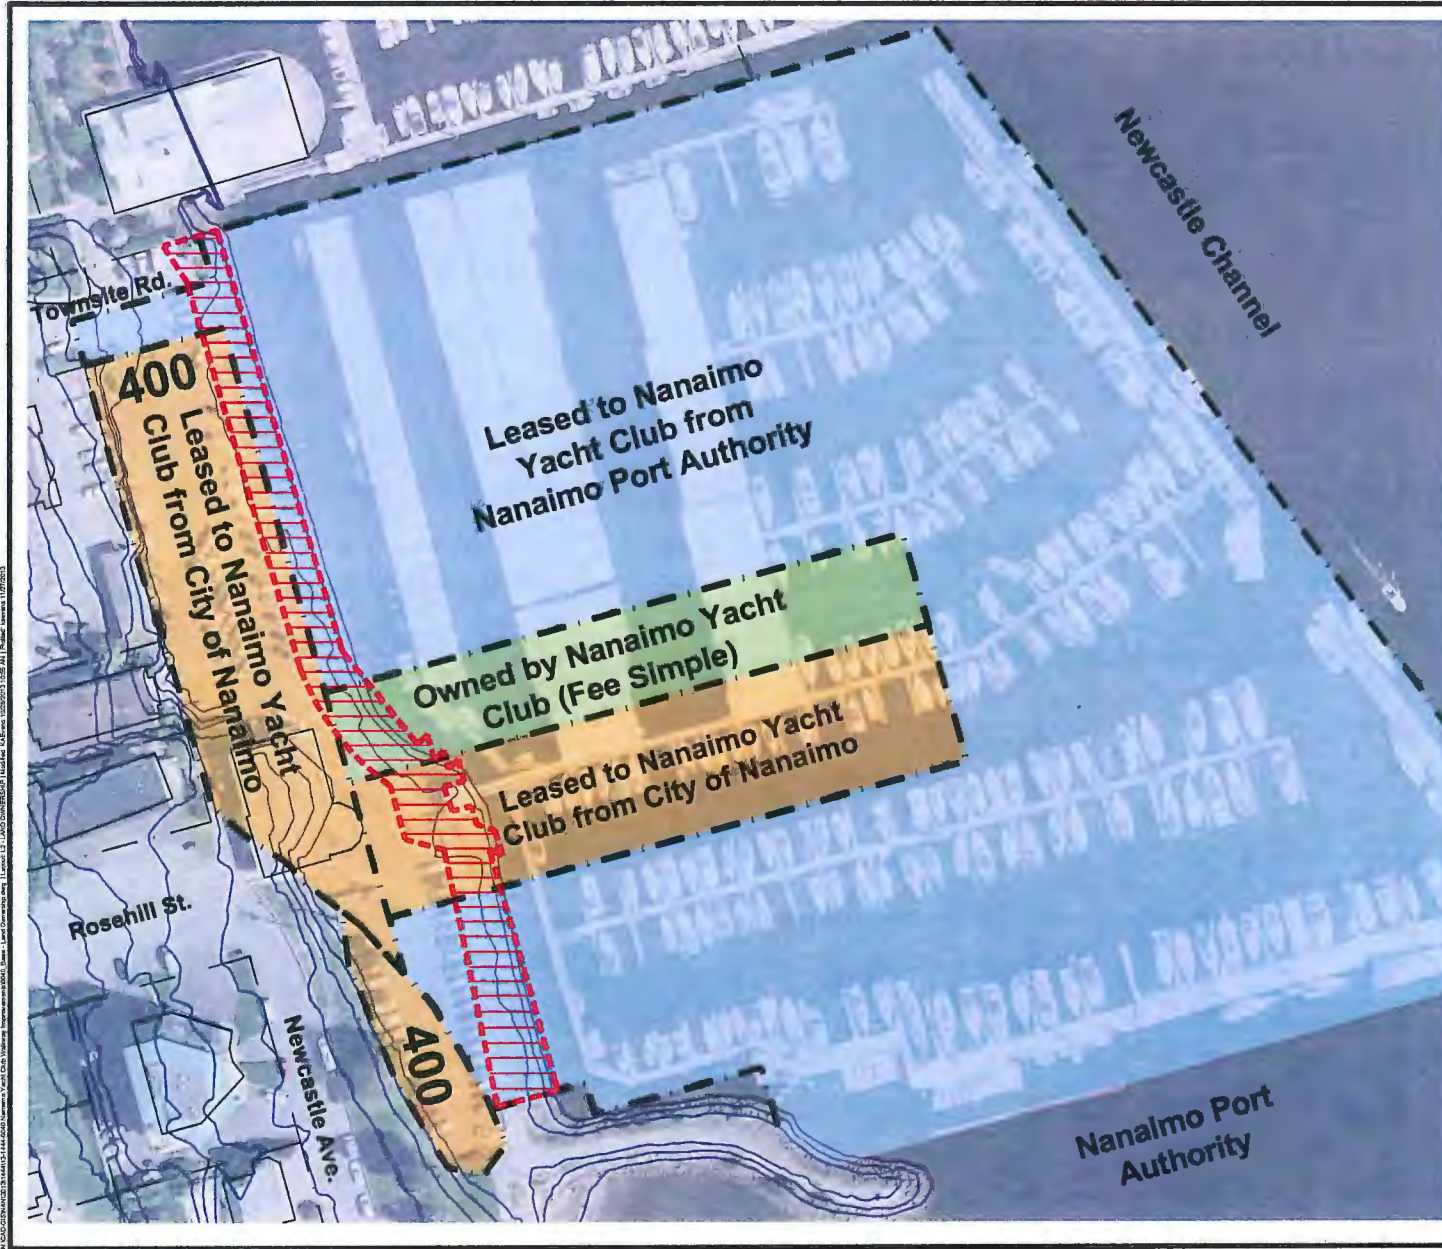 Newcastle Channel
Townsite Rd.
400
Leased to Nanaimo Yacht
Club from City of Nanaimo
Leased to Nanaimo
Yacht Club from
Nanaimo Port Authority
Owned by Nanaimo Yacht
Club (Fee Simple)
Leased to Nanaimo Yacht
Club from City of Nanaimo
Rosehill St.
Newcastle Ave.
400
Nanaimo Port
Authority